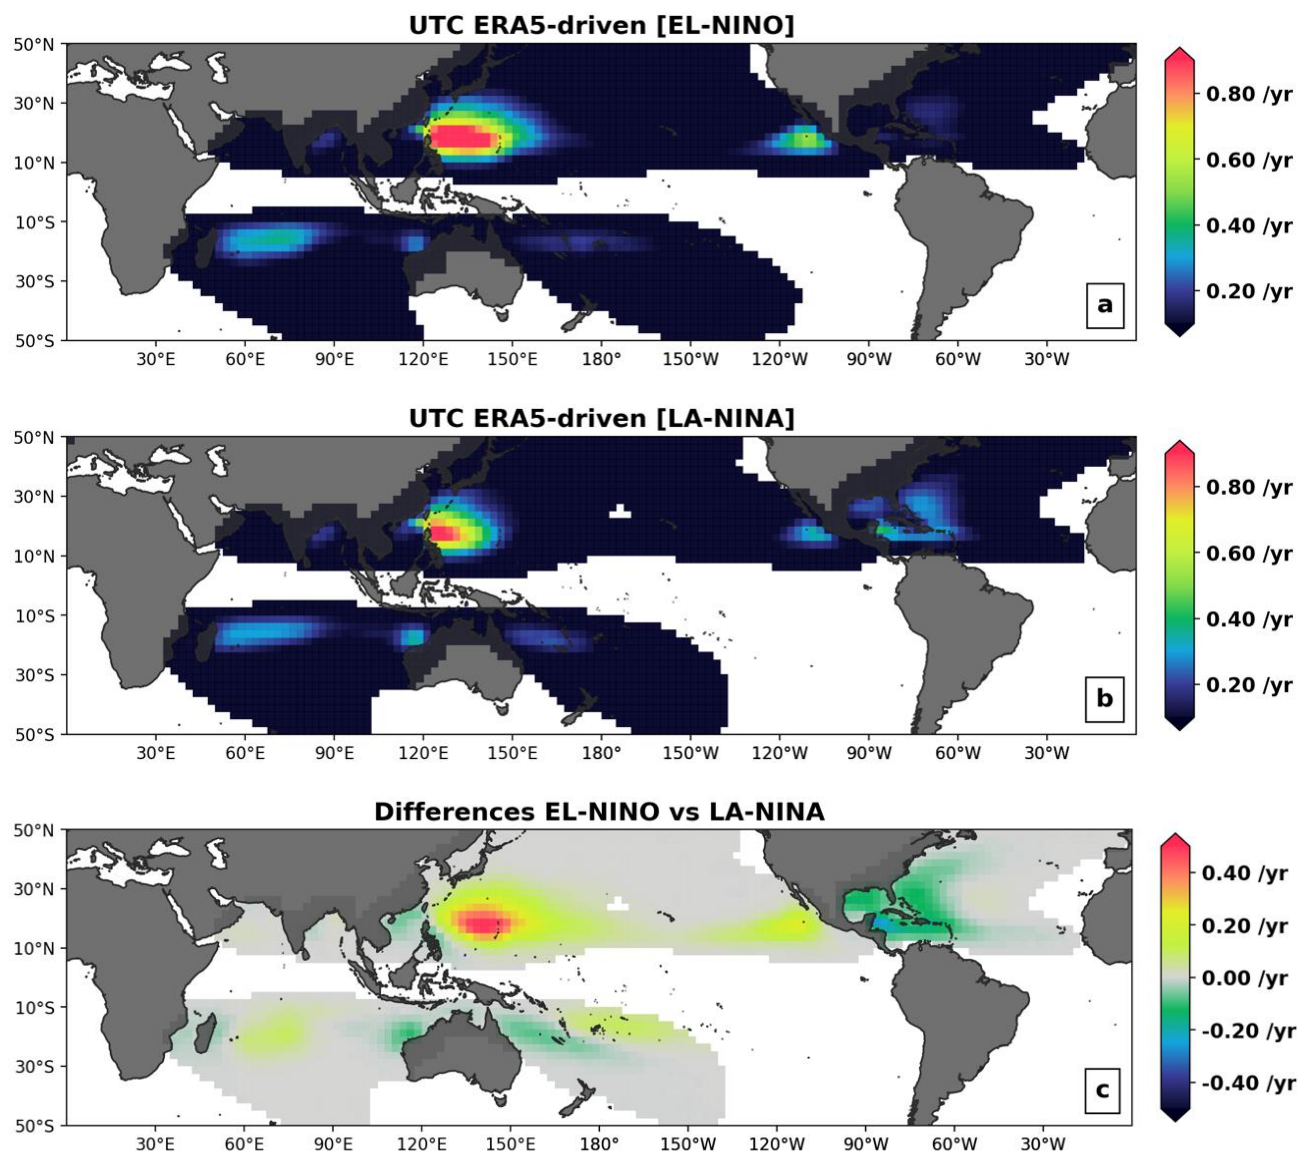 UTC ERA5-driven [EL-NINO]
50°N
30°N
10°N
10°S
30°S
50°S
30°E 60°E 90°E 120°E 150°E 180° 150°W 120°W 90°W 60°W 30°W
0.80 /yr
0.60 /yr
0.40 /yr
0.20 /yr
a
UTC ERA5-driven [LA-NINA]
50°N
30°N
10°N
10°S
30°S
50°S
30°E 60°E 90°E 120°E 150°E 180° 150°W 120°W 90°W 60°W 30°W
0.80 /yr
0.60 /yr
0.40 /yr
0.20 /yr
b
Differences EL-NINO vs LA-NINA
50°N
30°N
10°N
10°S
30°S
50°S
30°E 60°E 90°E 120°E 150°E 180° 150°W 120°W 90°W 60°W 30°W
0.40 /yr
0.20 /yr
0.00 /yr
-0.20 /yr
-0.40 /yr
c